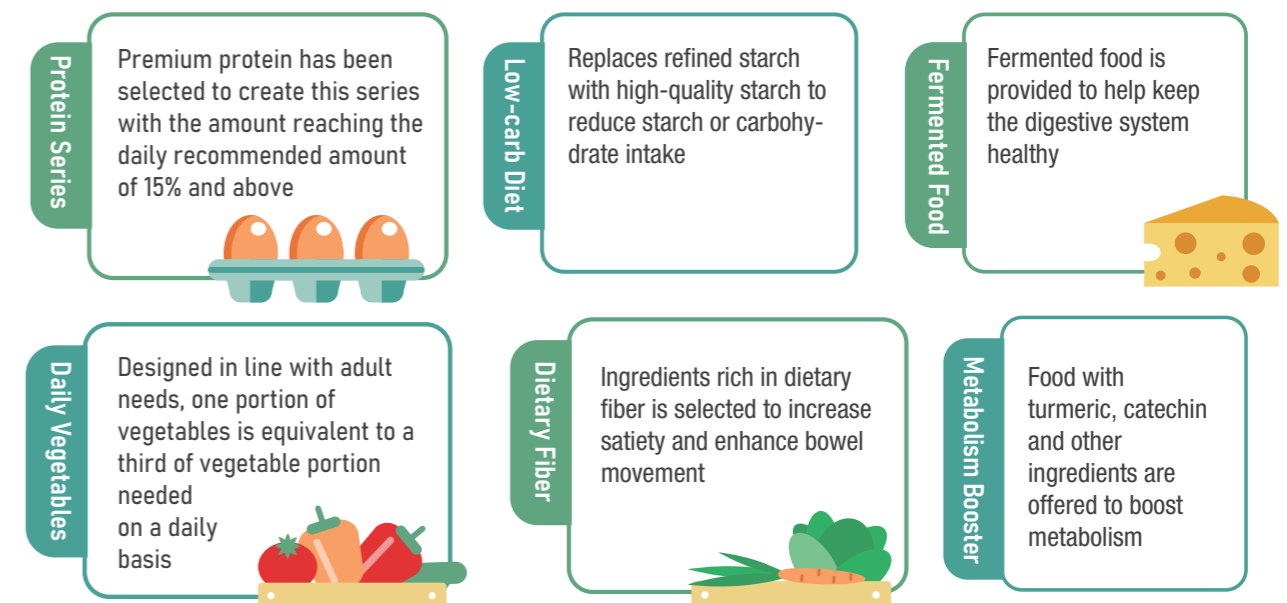 Protein Series
Premium protein has been
selected to create this series
with the amount reaching the
daily recommended amount
of 15% and above
Low-carb Diet
Replaces refined starch
with high-quality starch to
reduce starch or carbohy-
drate intake
Fermented Food
Fermented food is
provided to help keep
the digestive system
healthy
Daily Vegetables
Designed in line with adult
needs, one portion of
vegetables is equivalent to a
third of vegetable portion
needed
on a daily
basis
Dietary Fiber
Ingredients rich in dietary
fiber is selected to increase
satiety and enhance bowel
movement
Metabolism Booster
Food with
turmeric, catechin
and other
ingredients are
offered to boost
metabolism